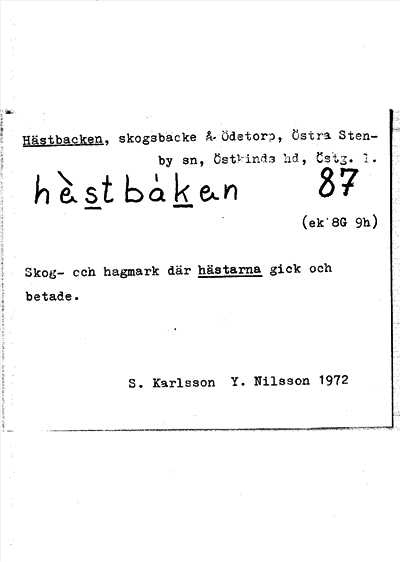 Hästbacken, skogsbacke Å. Ödetorp, Östra Sten-
by sn, Östkinds hd, Östg. l.
hèstbàken 87
(ek 8G 9h)
Skog- och hagmark där hästarna gick och
betade.
S. Karlsson Y. Nilsson 1972